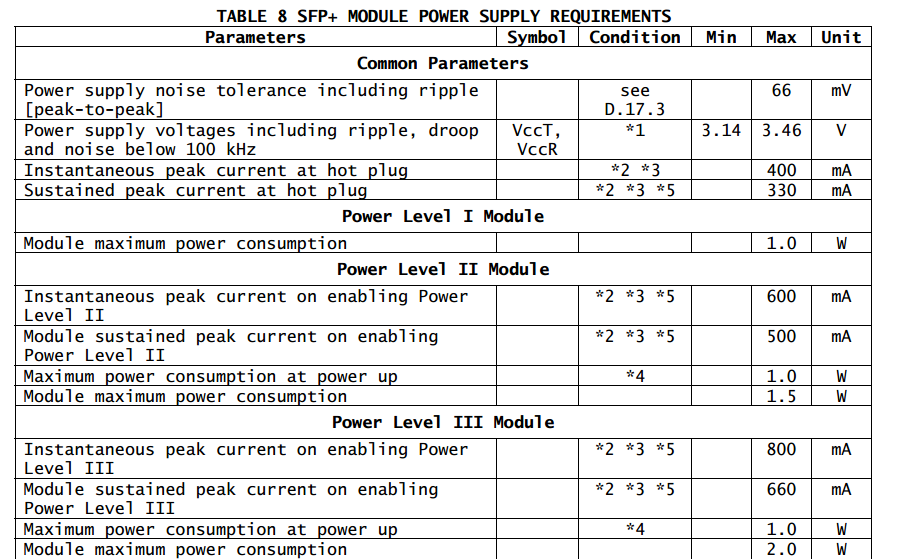 TABLE 8 SFP+ MODULE POWER SUPPLY REQUIREMENTS
Parameters Symbol Condition Min Max Unit
Common Parameters
Power supply noise tolerance including ripple [peak-to-peak] see D.17.3 66 mV
Power supply voltages including ripple, droop and noise below 100 kHz VccT, VccR *1 3.14 3.46 V
Instantaneous peak current at hot plug *2 *3 400 mA
Sustained peak current at hot plug *2 *3 *5 330 mA
Power Level I Module
Module maximum power consumption 1.0 W
Power Level II Module
Instantaneous peak current on enabling Power Level II *2 *3 *5 600 mA
Module sustained peak current on enabling Power Level II *2 *3 *5 500 mA
Maximum power consumption at power up *4 1.0 W
Module maximum power consumption 1.5 W
Power Level III Module
Instantaneous peak current on enabling Power Level III *2 *3 *5 800 mA
Module sustained peak current on enabling Power Level III *2 *3 *5 660 mA
Maximum power consumption at power up *4 1.0 W
Module maximum power consumption 2.0 W